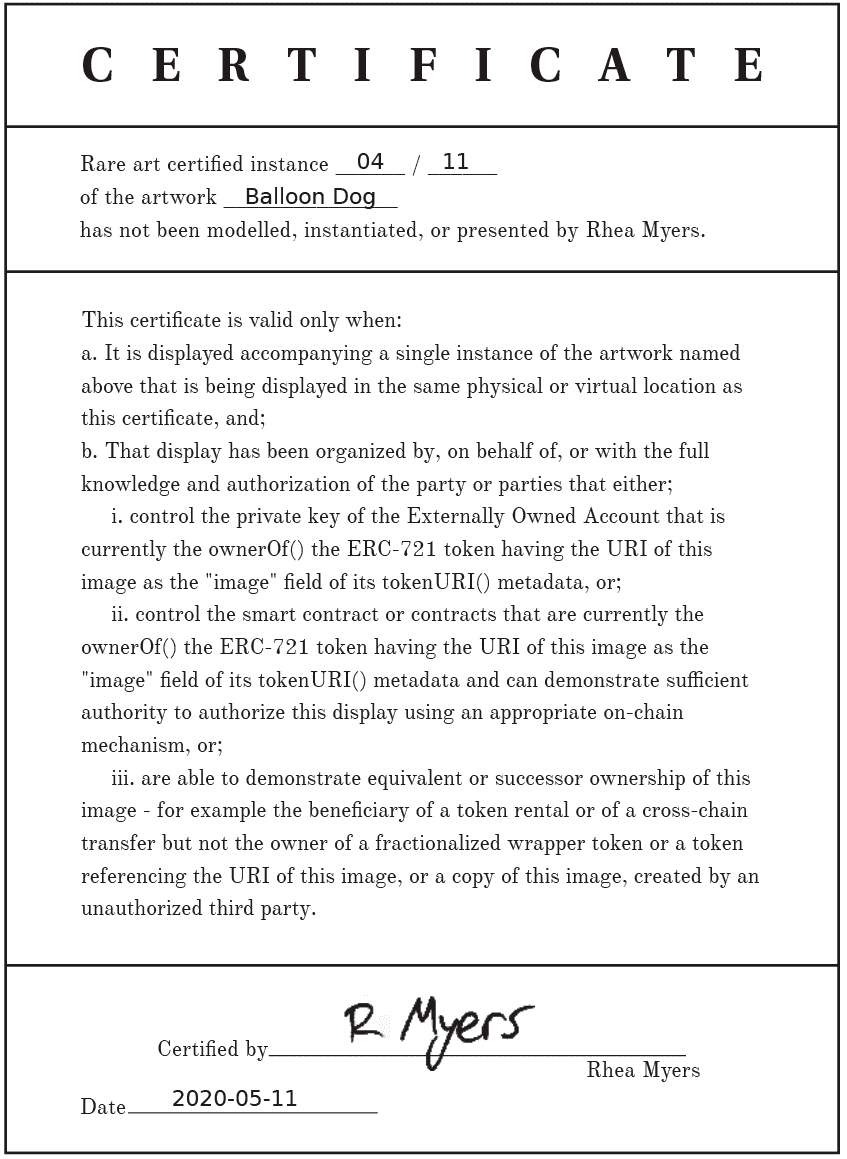 CERTIFICATE
Rare art certified instance 04 / 11
of the artwork Balloon Dog
has not been modelled, instantiated, or presented by Rhea Myers.
This certificate is valid only when:
a. It is displayed accompanying a single instance of the artwork named
above that is being displayed in the same physical or virtual location as
this certificate, and;
b. That display has been organized by, on behalf of, or with the full
knowledge and authorization of the party or parties that either;
i. control the private key of the Externally Owned Account that is
currently the ownerOf() the ERC-721 token having the URI of this
image as the "image" field of its tokenURI() metadata, or;
ii. control the smart contract or contracts that are currently the
ownerOf() the ERC-721 token having the URI of this image as the
"image" field of its tokenURI() metadata and can demonstrate sufficient
authority to authorize this display using an appropriate on-chain
mechanism, or;
iii. are able to demonstrate equivalent or successor ownership of this
image - for example the beneficiary of a token rental or of a cross-chain
transfer but not the owner of a fractionalized wrapper token or a token
referencing the URI of this image, or a copy of this image, created by an
unauthorized third party.
R Myers
Certified by
Rhea Myers
Date 2020-05-11